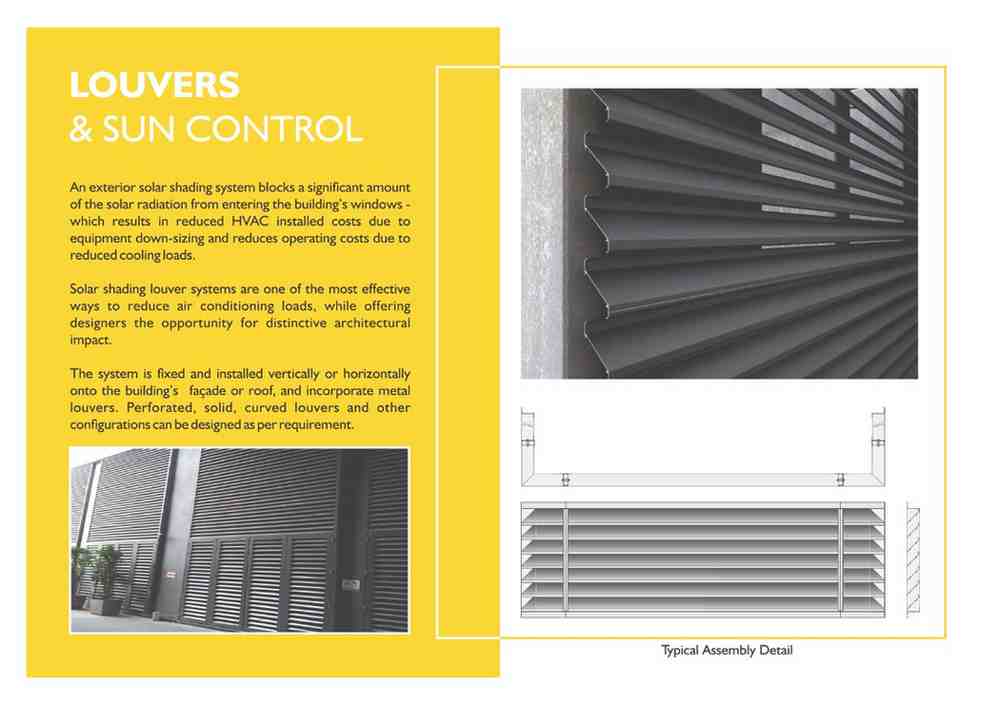 LOUVERS
& SUN CONTROL
An exterior solar shading system blocks a significant amount
of the solar radiation from entering the building's windows -
which results in reduced HVAC installed costs due to
equipment down-sizing and reduces operating costs due to
reduced cooling loads.
Solar shading louver systems are one of the most effective
ways to reduce air conditioning loads, while offering
designers the opportunity for distinctive architectural
impact.
The system is fixed and installed vertically or horizontally
onto the building's façade or roof, and incorporate metal
louvers. Perforated, solid, curved louvers and other
configurations can be designed as per requirement.
Typical Assembly Detail